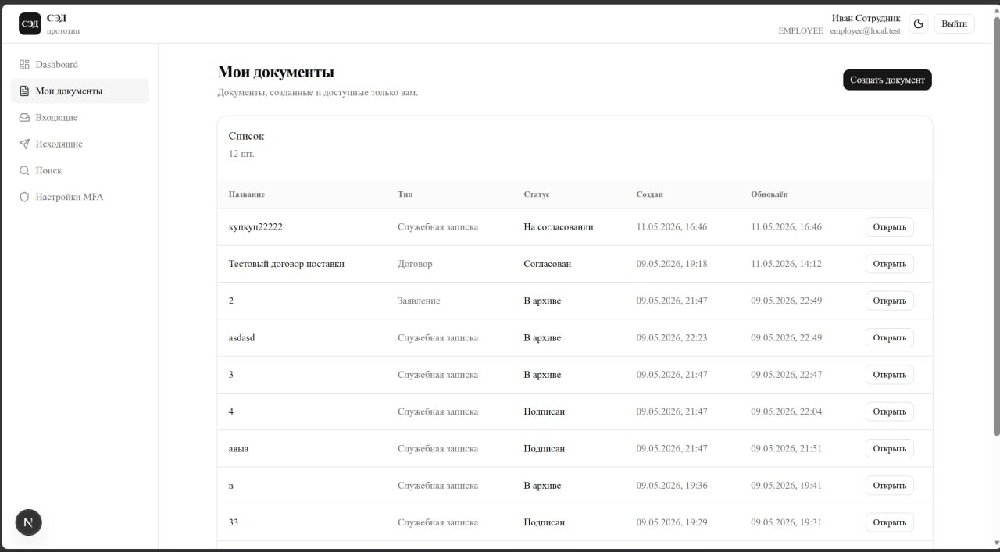 СЭД
СЭД
прототип
Иван Сотрудник
EMPLOYEE · employee@local.test
Выйти
Dashboard
Мои документы
Входящие
Исходящие
Поиск
Настройки MFA
N
Мои документы
Документы, созданные и доступные только вам.
Создать документ
Список
12 шт.
Название Тип Статус Создан Обновлён
куцкуц22222 Служебная записка На согласовании 11.05.2026, 16:46 11.05.2026, 16:46 Открыть
Тестовый договор поставки Договор Согласован 09.05.2026, 19:18 11.05.2026, 14:12 Открыть
2 Заявление В архиве 09.05.2026, 21:47 09.05.2026, 22:49 Открыть
asdasd Служебная записка В архиве 09.05.2026, 22:23 09.05.2026, 22:49 Открыть
3 Служебная записка В архиве 09.05.2026, 21:47 09.05.2026, 22:47 Открыть
4 Служебная записка Подписан 09.05.2026, 21:47 09.05.2026, 22:04 Открыть
авыа Служебная записка Подписан 09.05.2026, 21:47 09.05.2026, 21:51 Открыть
в Служебная записка В архиве 09.05.2026, 19:36 09.05.2026, 19:41 Открыть
33 Служебная записка Подписан 09.05.2026, 19:29 09.05.2026, 19:31 Открыть